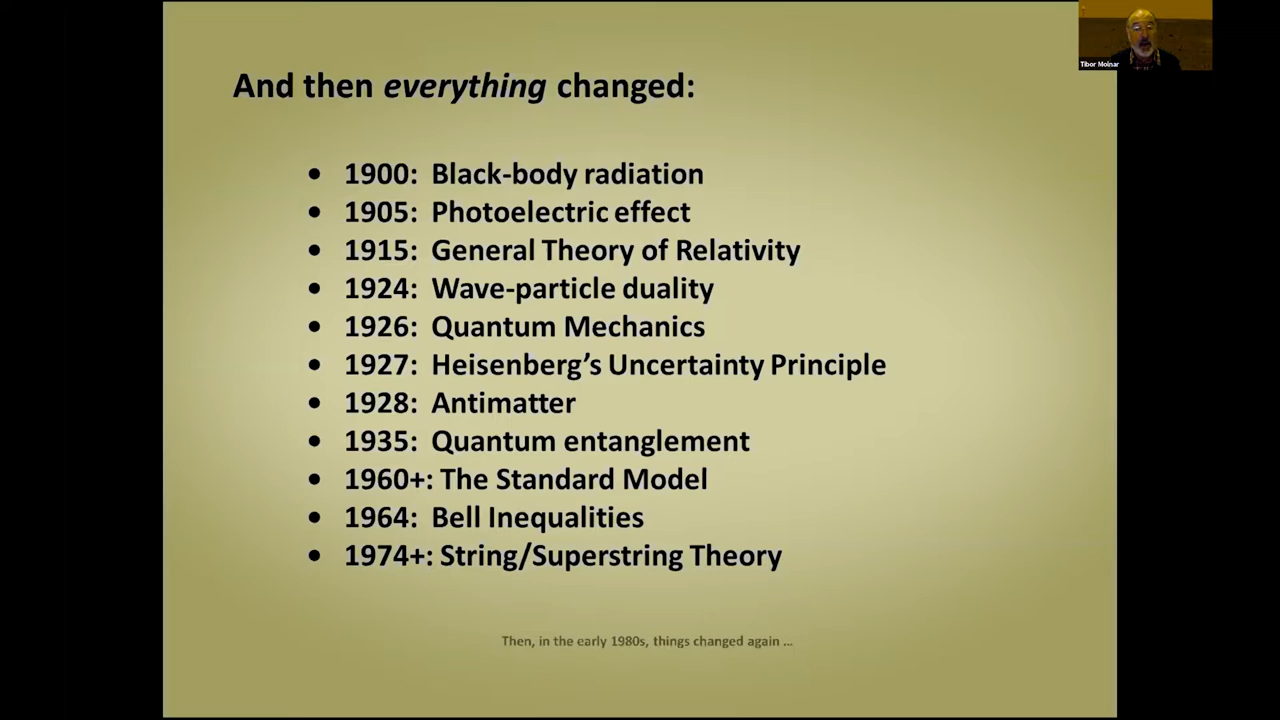 Tibor Molnar
And then everything changed:
• 1900: Black-body radiation
• 1905: Photoelectric effect
• 1915: General Theory of Relativity
• 1924: Wave-particle duality
• 1926: Quantum Mechanics
• 1927: Heisenberg’s Uncertainty Principle
• 1928: Antimatter
• 1935: Quantum entanglement
• 1960+: The Standard Model
• 1964: Bell Inequalities
• 1974+: String/Superstring Theory
Then, in the early 1980s, things changed again ...